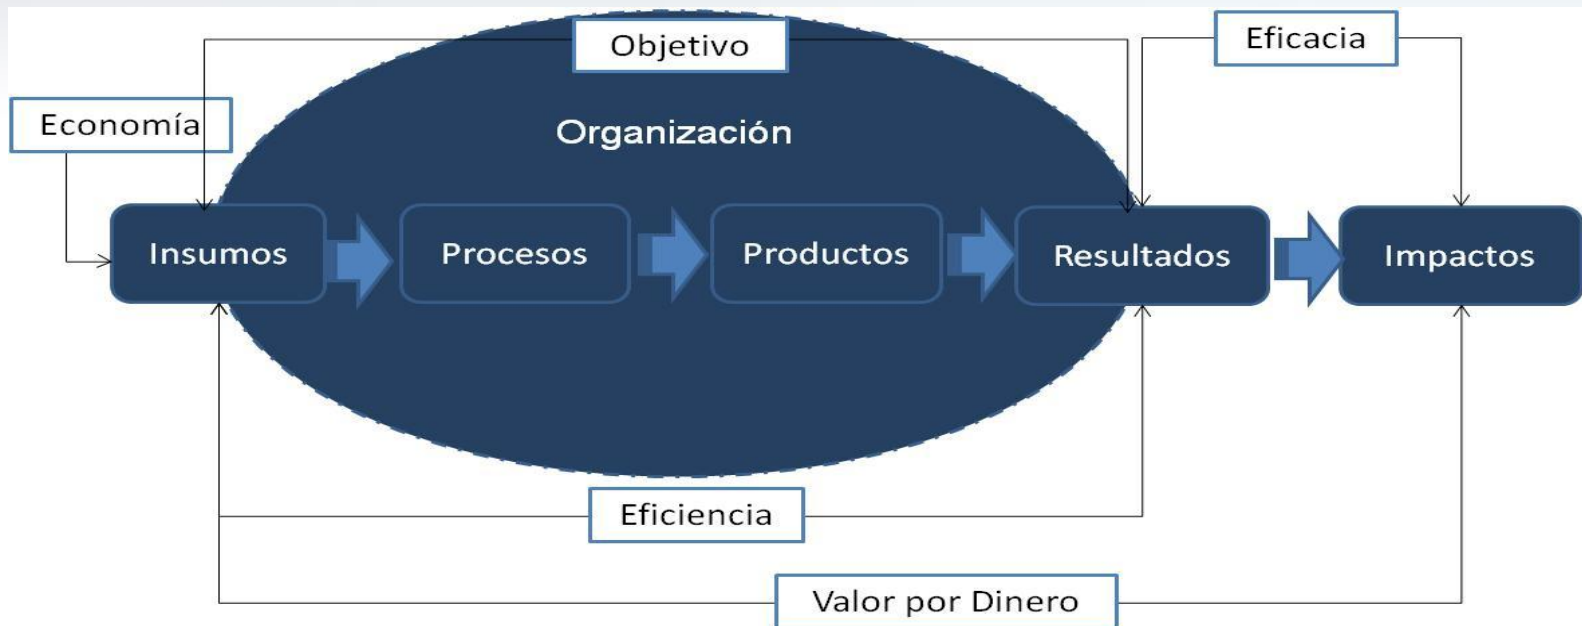 Objetivo
Eficacia
Economía
Organización
Insumos
Procesos
Productos
Resultados
Impactos
Eficiencia
Valor por Dinero